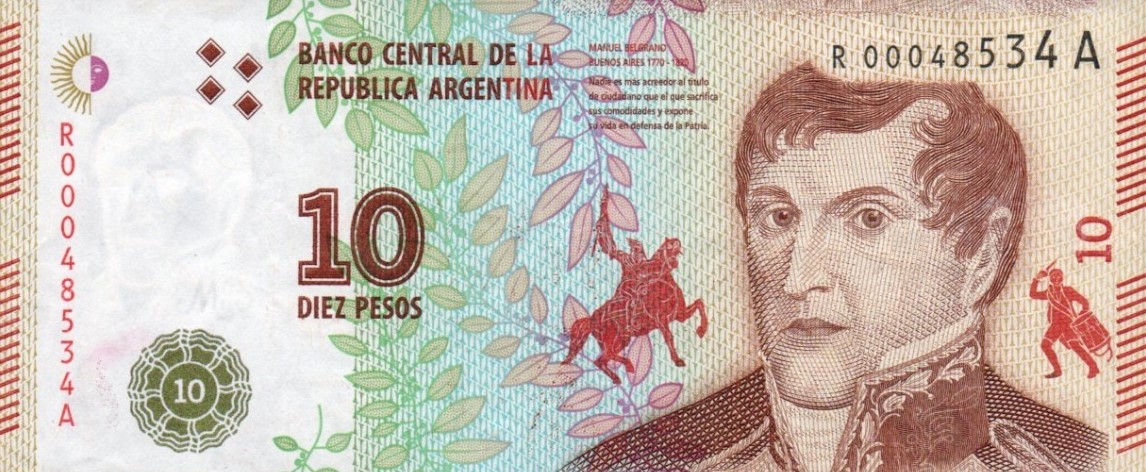 BANCO CENTRAL DE LA
REPUBLICA ARGENTINA
MANUEL BELGRANO
BUENOS AIRES 1770 - 1820
Nadie es más acreedor al título
de ciudadano que el que sacrifica
sus comodidades y expone
su vida en defensa de la Patria.
R 00048534 A
R00048534A
10
DIEZ PESOS
10
10